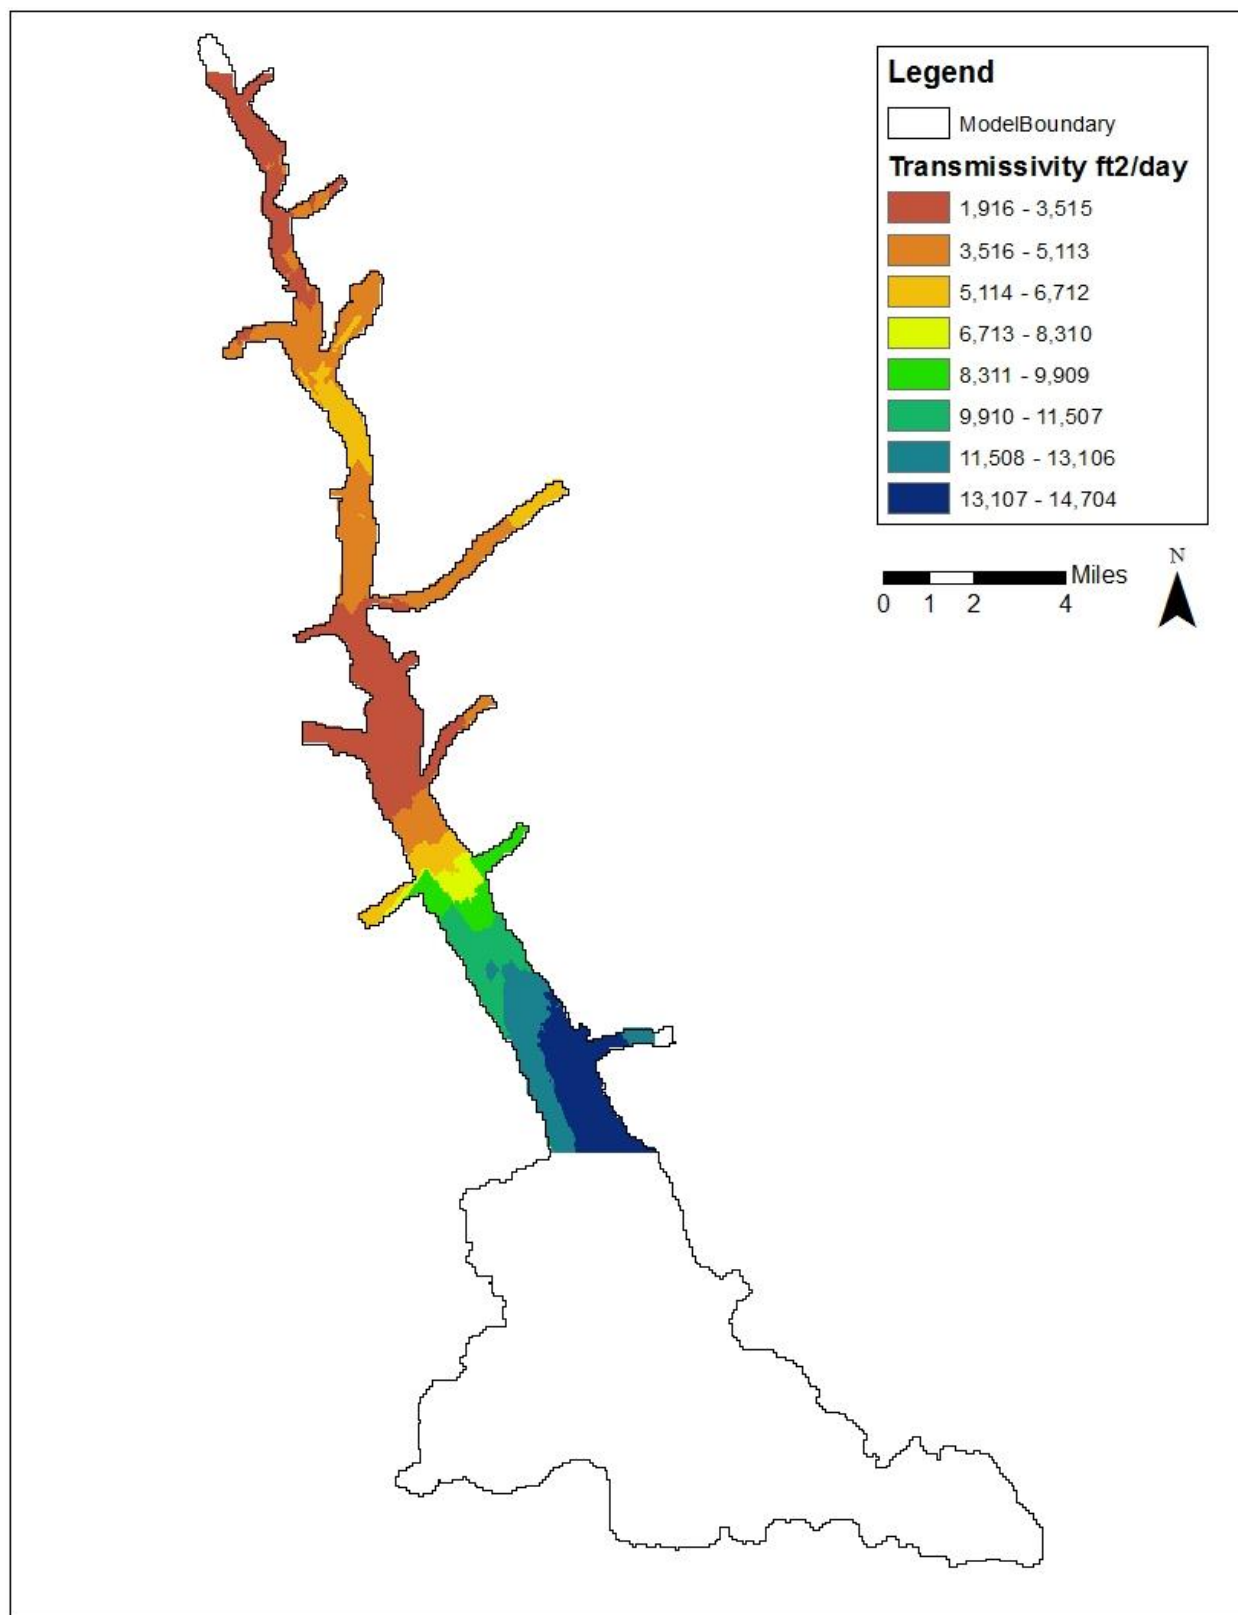 Legend
ModelBoundary
Transmissivity ft2/day
1,916 - 3,515
3,516 - 5,113
5,114 - 6,712
6,713 - 8,310
8,311 - 9,909
9,910 - 11,507
11,508 - 13,106
13,107 - 14,704
Miles
0 1 2 4
N